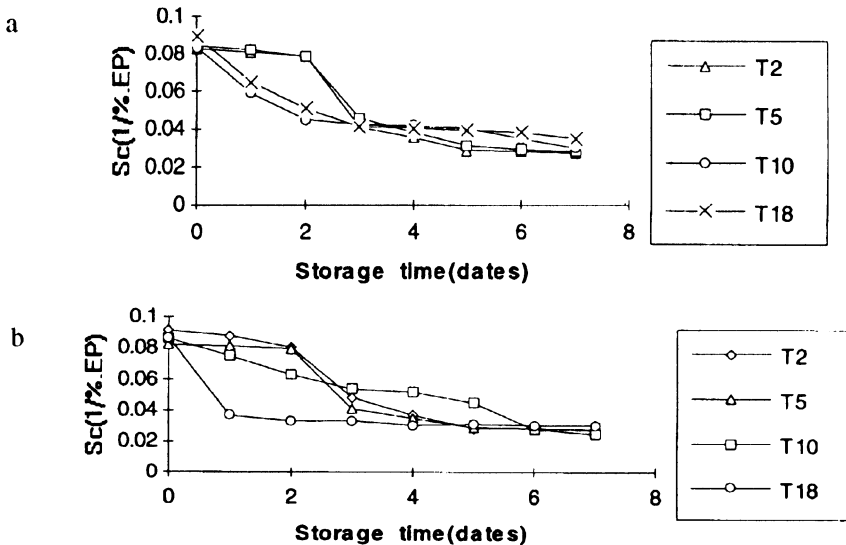 a
Sc(1/%.EP)
0.1
0.08
0.06
0.04
0.02
0
0 2 4 6 8
Storage time(dates)
T2
T5
T10
T18
b
Sc(1/%.EP)
0.1
0.08
0.06
0.04
0.02
0
0 2 4 6 8
Storage time(dates)
T2
T5
T10
T18